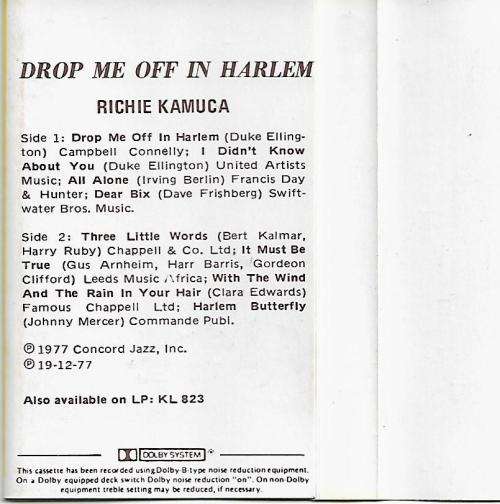 DROP ME OFF IN HARLEM
RICHIE KAMUCA
Side 1: Drop Me Off In Harlem (Duke Elling-
ton) Campbell Connelly; I Didn't Know
About You (Duke Ellington) United Artists
Music; All Alone (Irving Berlin) Francis Day
& Hunter; Dear Bix (Dave Frishberg) Swift-
water Bros. Music.
Side 2: Three Little Words (Bert Kalmar,
Harry Ruby) Chappell & Co. Ltd; It Must Be
True (Gus Arnheim, Harr Barris, Gordeon
Clifford) Leeds Music Africa; With The Wind
And The Rain In Your Hair (Clara Edwards)
Famous Chappell Ltd; Harlem Butterfly
(Johnny Mercer) Commande Publ.
℗ 1977 Concord Jazz, Inc.
℗ 19-12-77
Also available on LP: KL 823
DOLBY SYSTEM ®
This cassette has been recorded using Dolby-B-type noise reduction equipment.
On a Dolby equipped deck switch Dolby noise reduction "on". On non Dolby
equipment treble setting may be reduced, if necessary.